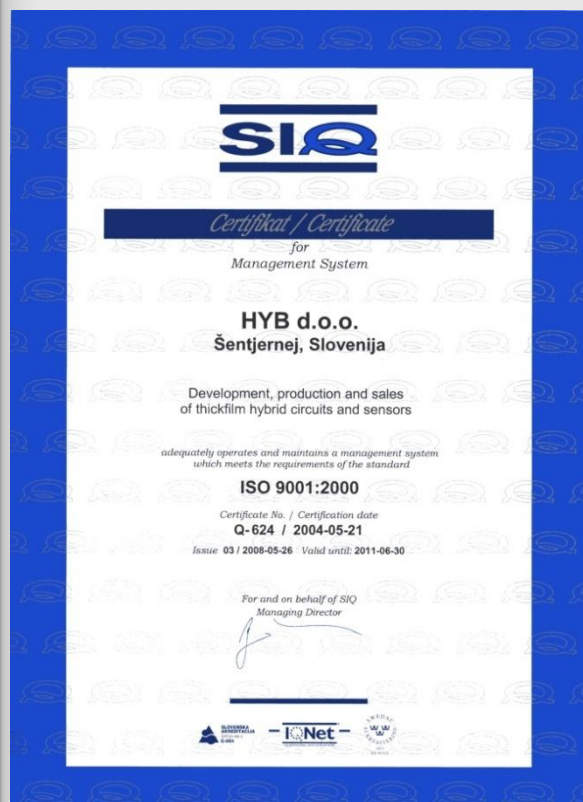 SIQ
Certifikat / Certificate
for
Management System
HYB d.o.o.
Šentjernej, Slovenija
Development, production and sales
of thickfilm hybrid circuits and sensors
adequately operates and maintains a management system
which meets the requirements of the standard
ISO 9001:2000
Certificate No. / Certification date
Q-624 / 2004-05-21
Issue 03 / 2008-05-26 Valid until: 2011-06-30
For and on behalf of SIQ
Managing Director
SLOVENSKA
AKREDITACIJA
IQNet
SWEDAC